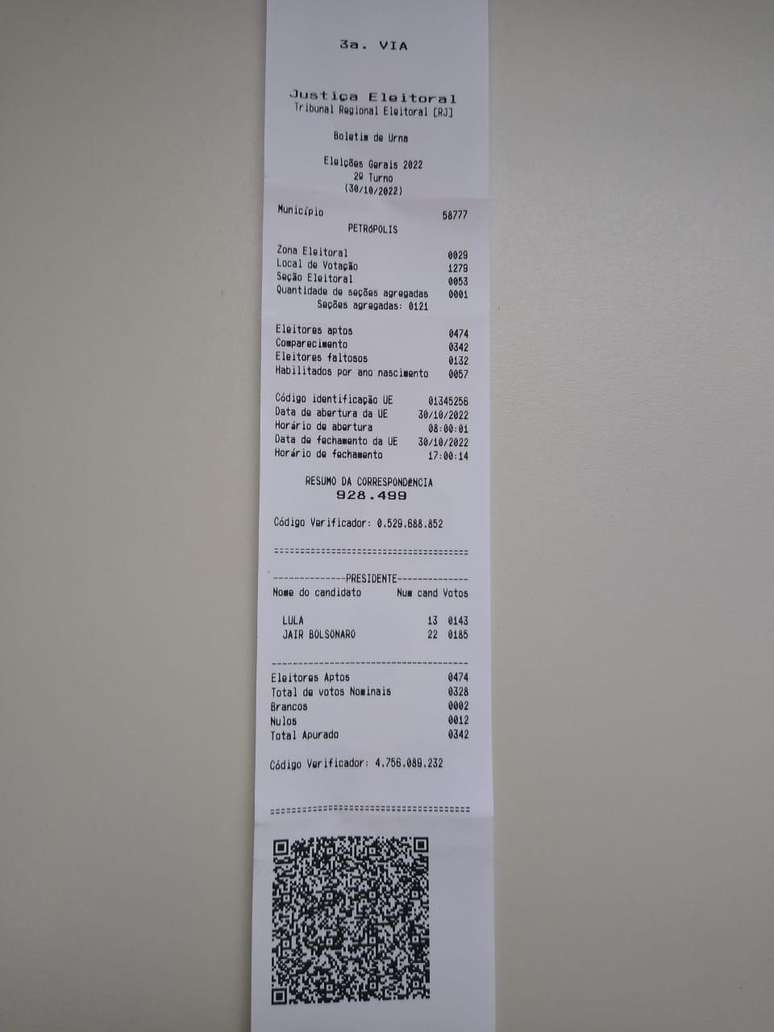 3a. VIA
Justiça Eleitoral
Tribunal Regional Eleitoral [RJ]
Boletim de Urna
Eleições Gerais 2022
2º Turno
(30/10/2022)
Município 58777
PETRóPOLIS
Zona Eleitoral 0029
Local de Votação 1279
Seção Eleitoral 0053
Quantidade de seções agregadas 0001
Seções agregadas: 0121
Eleitores aptos 0474
Comparecimento 0342
Eleitores faltosos 0132
Habilitados por ano nascimento 0057
Código identificação UE 01345256
Data de abertura da UE 30/10/2022
Horário de abertura 08:00:01
Data de fechamento da UE 30/10/2022
Horário de fechamento 17:00:14
RESUMO DA CORRESPONDêNCIA
928.499
Código Verificador: 0.529.688.852
=====================================
--------------PRESIDENTE--------------
Nome do candidato Num cand Votos
LULA 13 0143
JAIR BOLSONARO 22 0185
--------------------------------------
Eleitores Aptos 0474
Total de votos Nominais 0328
Brancos 0002
Nulos 0012
Total Apurado 0342
Código Verificador: 4.756.089.232
=====================================